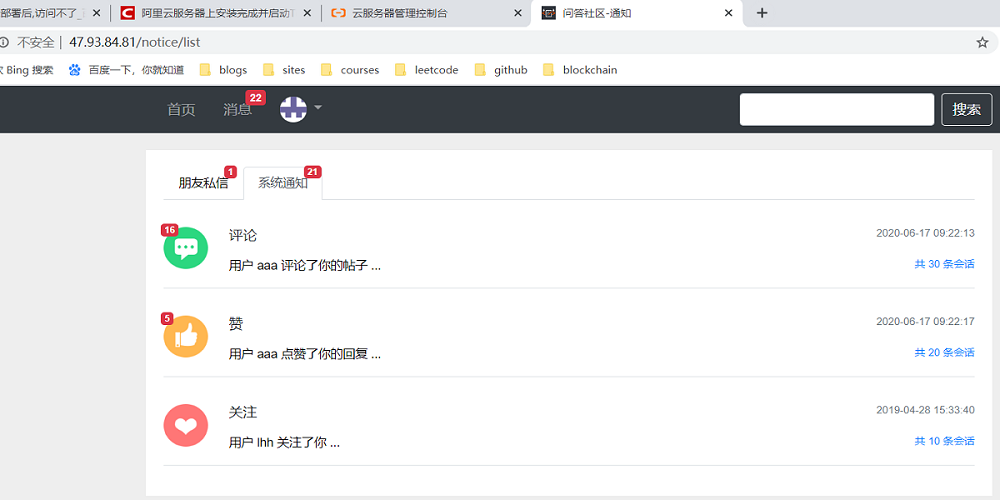 部署后,访问不了_
阿里云服务器上安装完成并启动
云服务器管理控制台
问答社区-通知
不安全 | 47.93.84.81/notice/list
Bing 搜索
百度一下，你就知道
blogs
sites
courses
leetcode
github
blockchain
首页
消息
22
搜索
朋友私信
1
系统通知
21
16
评论
2020-06-17 09:22:13
用户 aaa 评论了你的帖子 ...
共 30 条会话
5
赞
2020-06-17 09:22:17
用户 aaa 点赞了你的回复 ...
共 20 条会话
关注
2019-04-28 15:33:40
用户 lhh 关注了你 ...
共 10 条会话